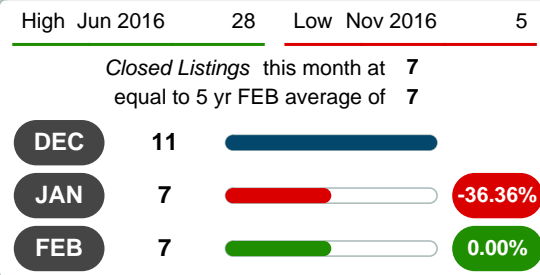 High Jun 2016 28 Low Nov 2016 5
Closed Listings this month at 7
equal to 5 yr FEB average of 7
DEC 11
JAN 7 -36.36%
FEB 7 0.00%